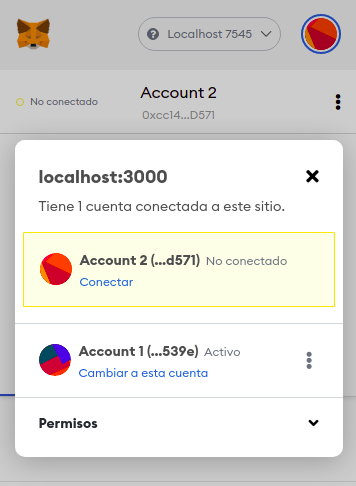 Localhost 7545
No conectado
Account 2
0xcc14...D571
localhost:3000
Tiene 1 cuenta conectada a este sitio.
Account 2 (...d571) No conectado
Conectar
Account 1 (...539e) Activo
Cambiar a esta cuenta
Permisos